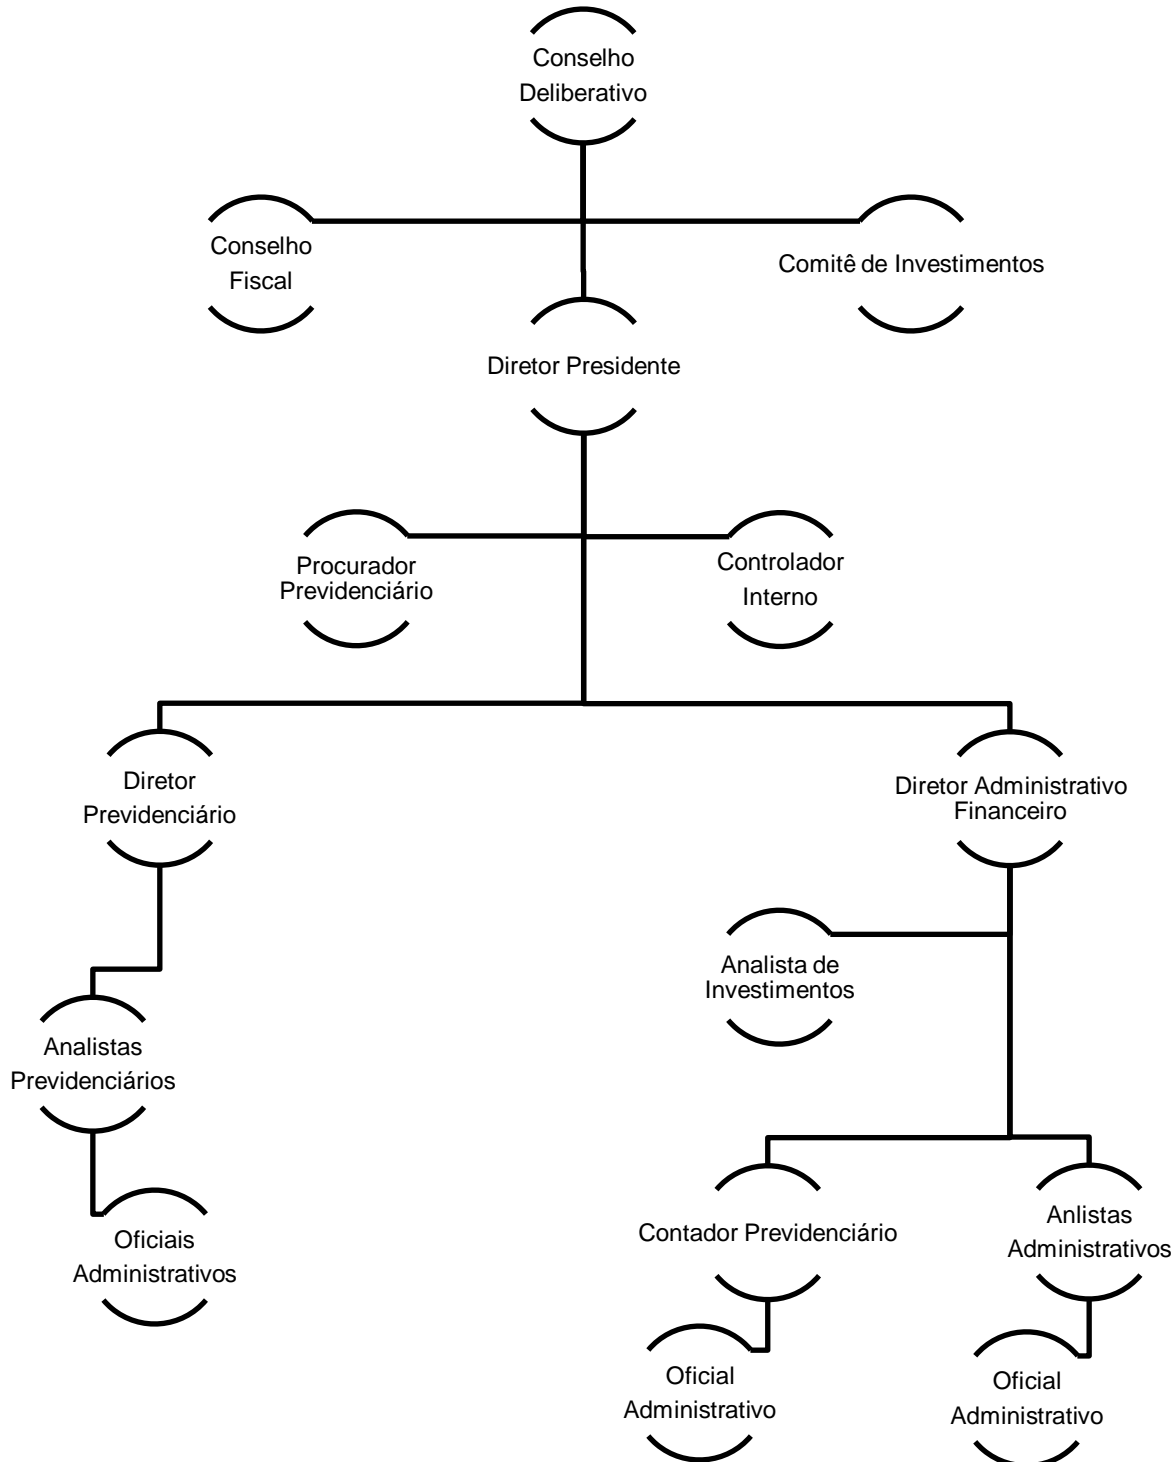 Conselho
Deliberativo
Conselho
Fiscal
Comitê de Investimentos
Diretor Presidente
Procurador
Previdenciário
Controlador
Interno
Diretor
Previdenciário
Diretor Administrativo
Financeiro
Analista de
Investimentos
Analistas
Previdenciários
Oficiais
Administrativos
Contador Previdenciário
Anlistas
Administrativos
Oficial
Administrativo
Oficial
Administrativo